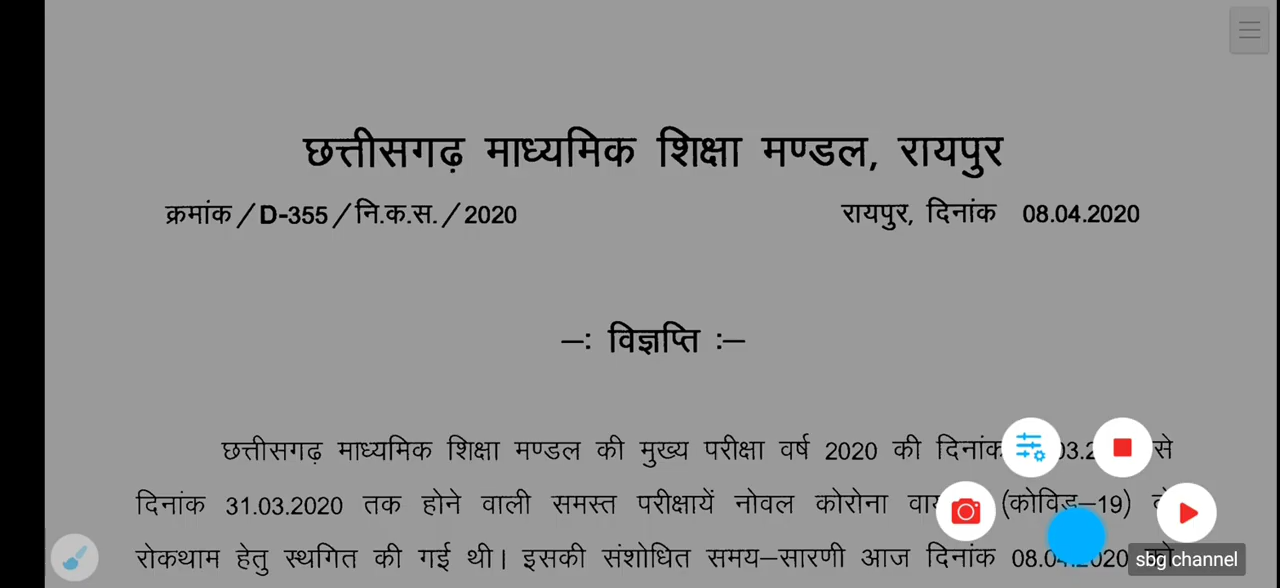 छत्तीसगढ़ माध्यमिक शिक्षा मण्डल, रायपुर
क्रमांक/D-355/नि.क.स./2020 रायपुर, दिनांक 08.04.2020
–: विज्ञप्ति :–
छत्तीसगढ़ माध्यमिक शिक्षा मण्डल की मुख्य परीक्षा वर्ष 2020 की दिनांक से
दिनांक 31.03.2020 तक होने वाली समस्त परीक्षायें नोवल कोरोना (कोविड–19)
रोकथाम हेतु स्थगित की गई थी। इसकी संशोधित समय–सारणी आज दिनांक
sbg channel